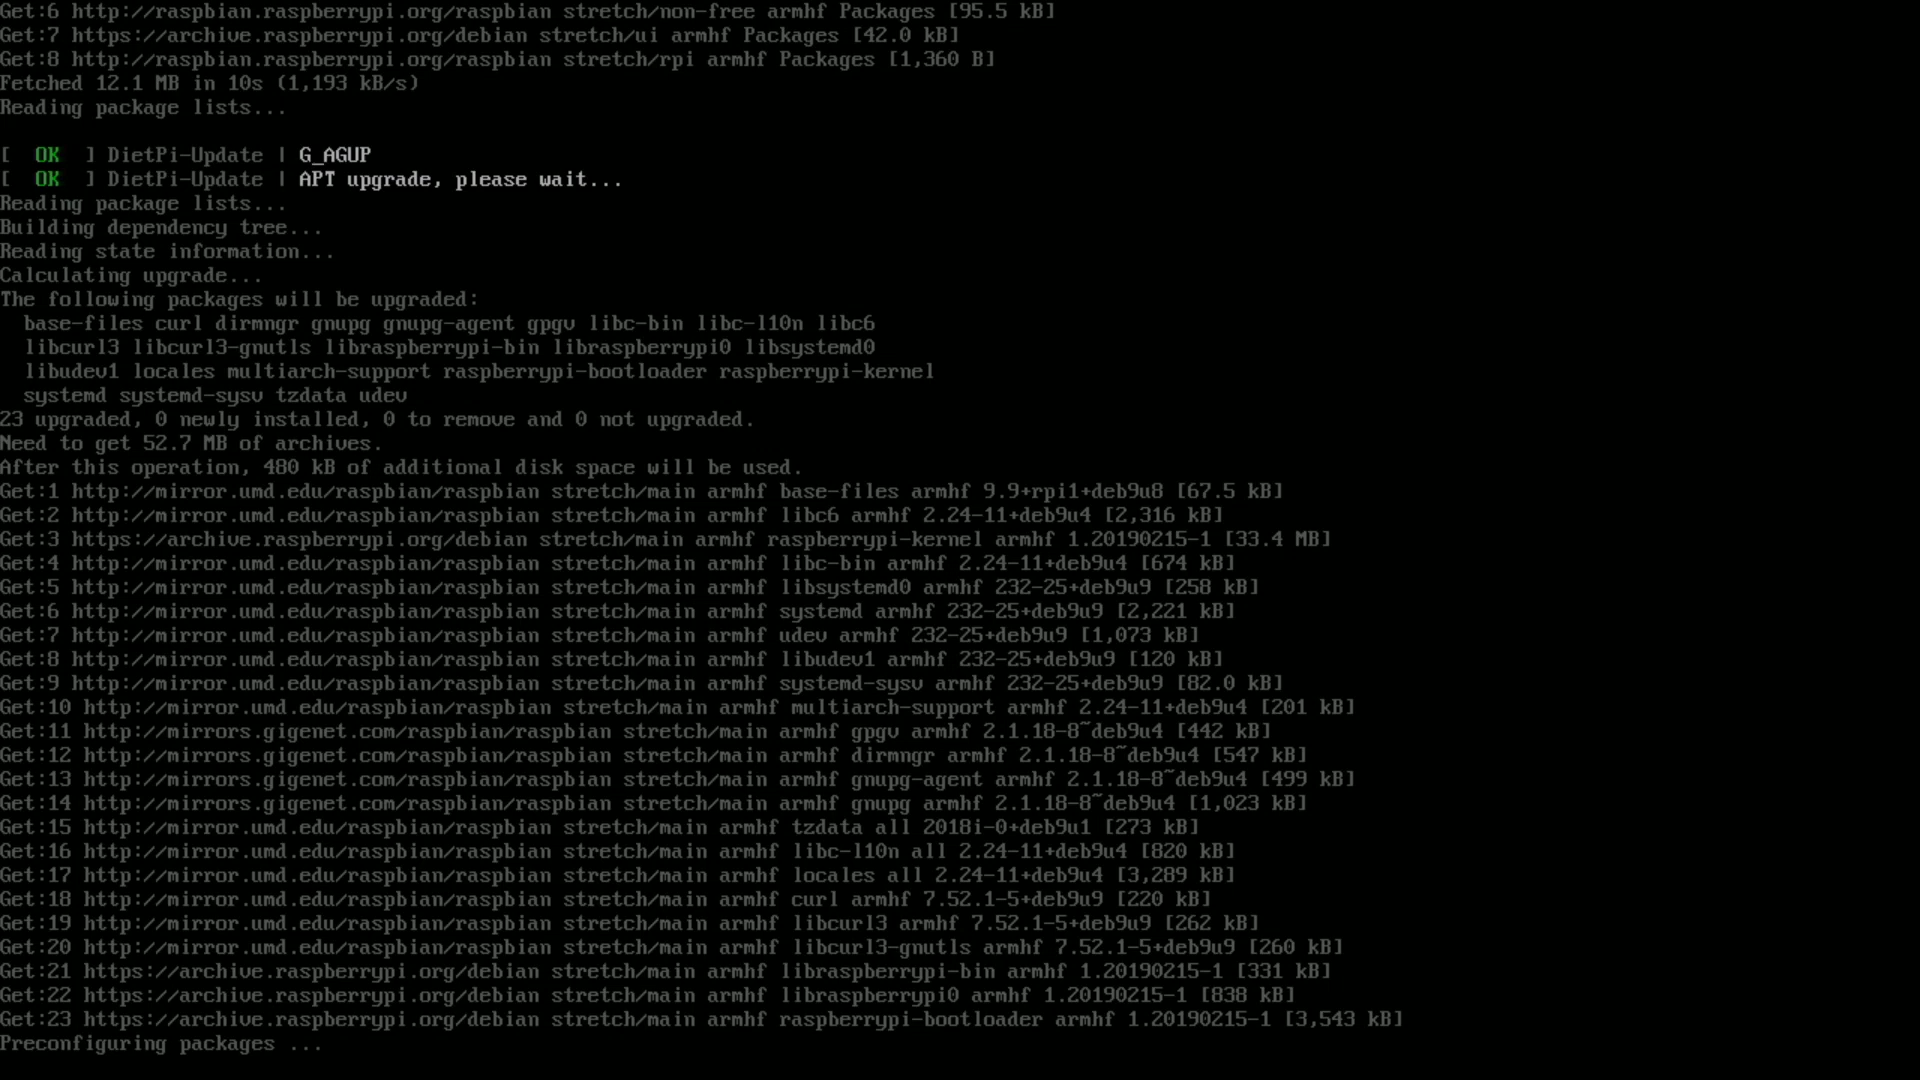 Get:6 http://raspbian.raspberrypi.org/raspbian stretch/non-free armhf Packages [95.5 kB]
Get:7 https://archive.raspberrypi.org/debian stretch/ui armhf Packages [42.0 kB]
Get:8 http://raspbian.raspberrypi.org/raspbian stretch/rpi armhf Packages [1,360 B]
Fetched 12.1 MB in 10s (1,193 kB/s)
Reading package lists...
[  OK  ] DietPi-Update | G_AGUP
[  OK  ] DietPi-Update | APT upgrade, please wait...
Reading package lists...
Building dependency tree...
Reading state information...
Calculating upgrade...
The following packages will be upgraded:
  base-files curl dirmngr gnupg gnupg-agent gpgv libc-bin libc-l10n libc6
  libcurl3 libcurl3-gnutls libraspberrypi-bin libraspberrypi0 libsystemd0
  libudev1 locales multiarch-support raspberrypi-bootloader raspberrypi-kernel
  systemd systemd-sysv tzdata udev
23 upgraded, 0 newly installed, 0 to remove and 0 not upgraded.
Need to get 52.7 MB of archives.
After this operation, 480 kB of additional disk space will be used.
Get:1 http://mirror.umd.edu/raspbian/raspbian stretch/main armhf base-files armhf 9.9+rpi1+deb9u8 [67.5 kB]
Get:2 http://mirror.umd.edu/raspbian/raspbian stretch/main armhf libc6 armhf 2.24-11+deb9u4 [2,316 kB]
Get:3 https://archive.raspberrypi.org/debian stretch/main armhf raspberrypi-kernel armhf 1.20190215-1 [33.4 MB]
Get:4 http://mirror.umd.edu/raspbian/raspbian stretch/main armhf libc-bin armhf 2.24-11+deb9u4 [674 kB]
Get:5 http://mirror.umd.edu/raspbian/raspbian stretch/main armhf libsystemd0 armhf 232-25+deb9u9 [258 kB]
Get:6 http://mirror.umd.edu/raspbian/raspbian stretch/main armhf systemd armhf 232-25+deb9u9 [2,221 kB]
Get:7 http://mirror.umd.edu/raspbian/raspbian stretch/main armhf udev armhf 232-25+deb9u9 [1,073 kB]
Get:8 http://mirror.umd.edu/raspbian/raspbian stretch/main armhf libudev1 armhf 232-25+deb9u9 [120 kB]
Get:9 http://mirror.umd.edu/raspbian/raspbian stretch/main armhf systemd-sysv armhf 232-25+deb9u9 [82.0 kB]
Get:10 http://mirror.umd.edu/raspbian/raspbian stretch/main armhf multiarch-support armhf 2.24-11+deb9u4 [201 kB]
Get:11 http://mirrors.gigenet.com/raspbian/raspbian stretch/main armhf gpgv armhf 2.1.18-8~deb9u4 [442 kB]
Get:12 http://mirrors.gigenet.com/raspbian/raspbian stretch/main armhf dirmngr armhf 2.1.18-8~deb9u4 [547 kB]
Get:13 http://mirrors.gigenet.com/raspbian/raspbian stretch/main armhf gnupg-agent armhf 2.1.18-8~deb9u4 [499 kB]
Get:14 http://mirrors.gigenet.com/raspbian/raspbian stretch/main armhf gnupg armhf 2.1.18-8~deb9u4 [1,023 kB]
Get:15 http://mirror.umd.edu/raspbian/raspbian stretch/main armhf tzdata all 2018i-0+deb9u1 [273 kB]
Get:16 http://mirror.umd.edu/raspbian/raspbian stretch/main armhf libc-l10n all 2.24-11+deb9u4 [820 kB]
Get:17 http://mirror.umd.edu/raspbian/raspbian stretch/main armhf locales all 2.24-11+deb9u4 [3,289 kB]
Get:18 http://mirror.umd.edu/raspbian/raspbian stretch/main armhf curl armhf 7.52.1-5+deb9u9 [220 kB]
Get:19 http://mirror.umd.edu/raspbian/raspbian stretch/main armhf libcurl3 armhf 7.52.1-5+deb9u9 [262 kB]
Get:20 http://mirror.umd.edu/raspbian/raspbian stretch/main armhf libcurl3-gnutls armhf 7.52.1-5+deb9u9 [260 kB]
Get:21 https://archive.raspberrypi.org/debian stretch/main armhf libraspberrypi-bin armhf 1.20190215-1 [331 kB]
Get:22 https://archive.raspberrypi.org/debian stretch/main armhf libraspberrypi0 armhf 1.20190215-1 [838 kB]
Get:23 https://archive.raspberrypi.org/debian stretch/main armhf raspberrypi-bootloader armhf 1.20190215-1 [3,543 kB]
Preconfiguring packages ...